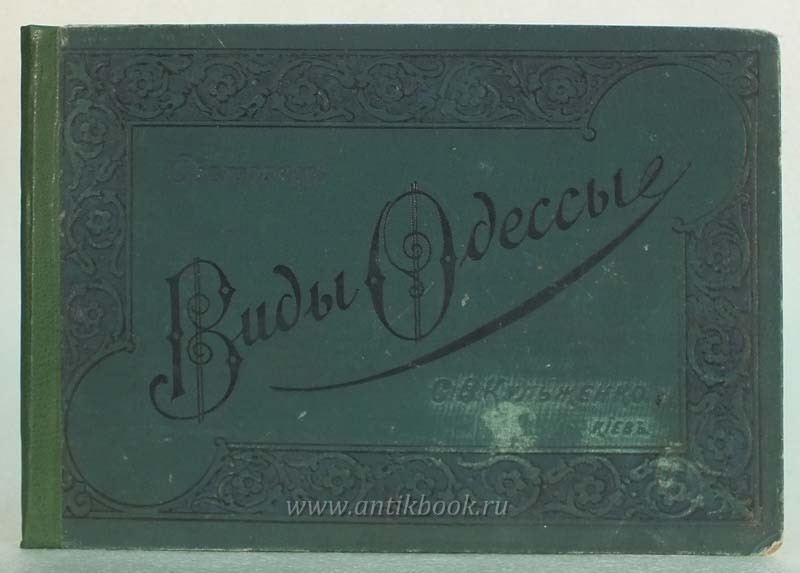 Виды Одессы
С. В. Кульженко,
Кіевъ
www.antikbook.ru